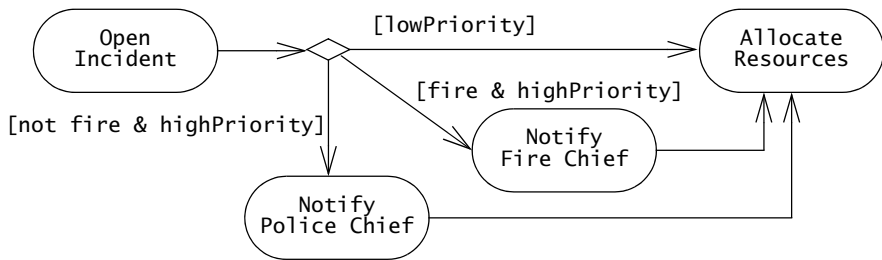 Open
Incident
[lowPriority]
Allocate
Resources
[fire & highPriority]
[not fire & highPriority]
Notify
Fire Chief
Notify
Police Chief